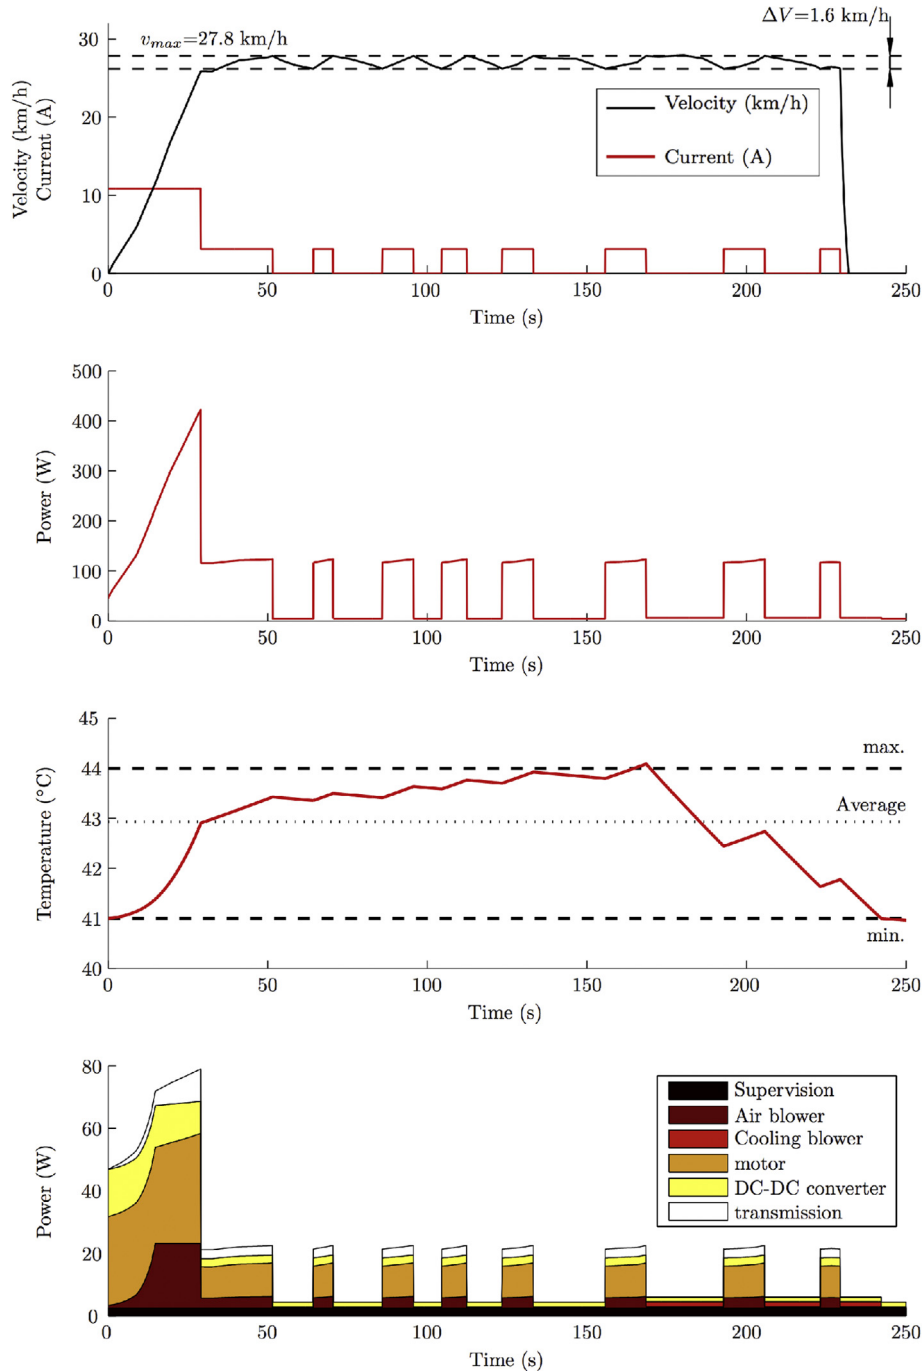 ΔV=1.6 km/h
v_max=27.8 km/h
30
20
10
0
Velocity (km/h)
Current (A)
Velocity (km/h)
Current (A)
0 50 100 150 200 250
Time (s)
500
400
300
200
100
0
Power (W)
0 50 100 150 200 250
Time (s)
45
44
43
42
41
40
Temperature (°C)
max.
Average
min.
0 50 100 150 200 250
Time (s)
80
60
40
20
0
Power (W)
Supervision
Air blower
Cooling blower
motor
DC-DC converter
transmission
0 50 100 150 200 250
Time (s)